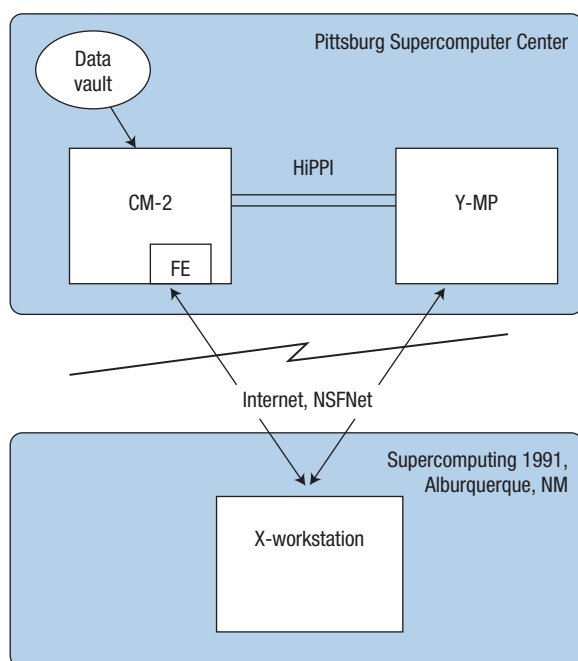 Pittsburg Supercomputer Center
Data
vault
HiPPI
CM-2
Y-MP
FE
Internet, NSFNet
Supercomputing 1991,
Alburquerque, NM
X-workstation